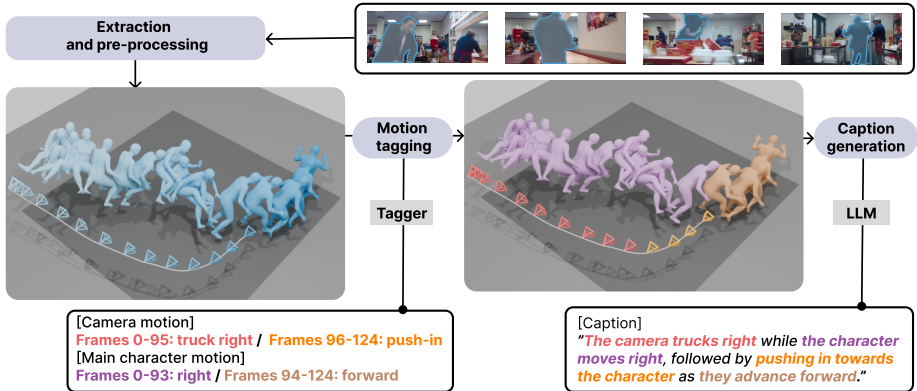 Extraction
and pre-processing
Motion
tagging
Caption
generation
Tagger
LLM
[Camera motion]
Frames 0-95: truck right / Frames 96-124: push-in
[Main character motion]
Frames 0-93: right / Frames 94-124: forward
[Caption]
"The camera trucks right while the character
moves right, followed by pushing in towards
the character as they advance forward."